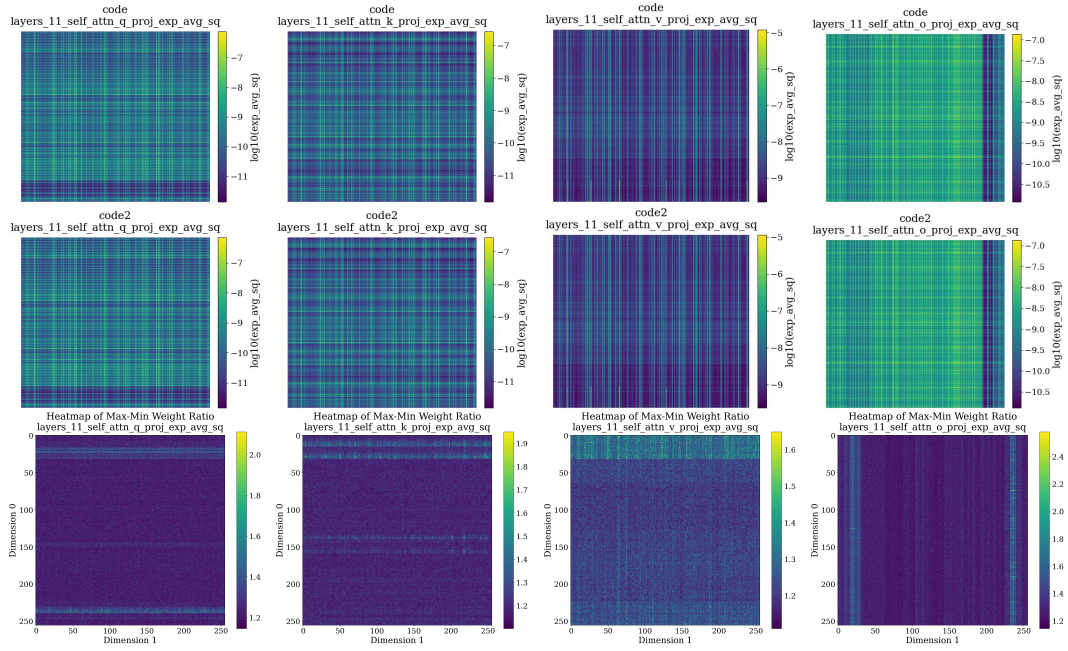 code
layers_11_self_attn_q_proj_exp_avg_sq
−7
−8
−9
−10
−11
log10(exp_avg_sq)
code
layers_11_self_attn_k_proj_exp_avg_sq
−7
−8
−9
−10
−11
log10(exp_avg_sq)
code
layers_11_self_attn_v_proj_exp_avg_sq
−5
−6
−7
−8
−9
log10(exp_avg_sq)
code
layers_11_self_attn_o_proj_exp_avg_sq
−7.0
−7.5
−8.0
−8.5
−9.0
−9.5
−10.0
−10.5
log10(exp_avg_sq)
code2
layers_11_self_attn_q_proj_exp_avg_sq
−7
−8
−9
−10
−11
log10(exp_avg_sq)
code2
layers_11_self_attn_k_proj_exp_avg_sq
−7
−8
−9
−10
−11
log10(exp_avg_sq)
code2
layers_11_self_attn_v_proj_exp_avg_sq
−5
−6
−7
−8
−9
log10(exp_avg_sq)
code2
layers_11_self_attn_o_proj_exp_avg_sq
−7.0
−7.5
−8.0
−8.5
−9.0
−9.5
−10.0
−10.5
log10(exp_avg_sq)
Heatmap of Max-Min Weight Ratio
layers_11_self_attn_q_proj_exp_avg_sq
Dimension 0
0
50
100
150
200
250
0 50 100 150 200 250
Dimension 1
2.0
1.8
1.6
1.4
1.2
Heatmap of Max-Min Weight Ratio
layers_11_self_attn_k_proj_exp_avg_sq
Dimension 0
0
50
100
150
200
250
0 50 100 150 200 250
Dimension 1
1.9
1.8
1.7
1.6
1.5
1.4
1.3
1.2
Heatmap of Max-Min Weight Ratio
layers_11_self_attn_v_proj_exp_avg_sq
Dimension 0
0
50
100
150
200
250
0 50 100 150 200 250
Dimension 1
1.6
1.5
1.4
1.3
1.2
Heatmap of Max-Min Weight Ratio
layers_11_self_attn_o_proj_exp_avg_sq
Dimension 0
0
50
100
150
200
250
0 50 100 150 200 250
Dimension 1
2.4
2.2
2.0
1.8
1.6
1.4
1.2